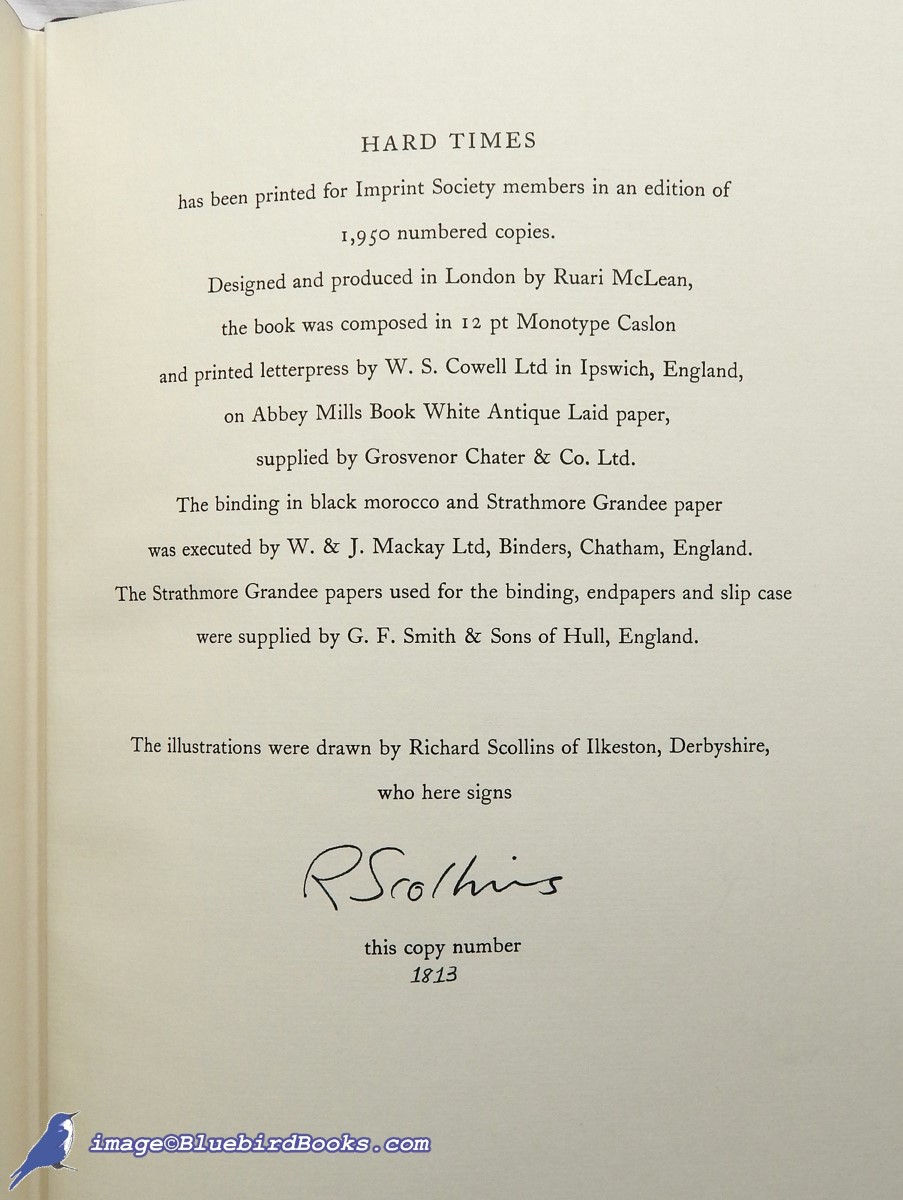 HARD TIMES
has been printed for Imprint Society members in an edition of
1,950 numbered copies.
Designed and produced in London by Ruari McLean,
the book was composed in 12 pt Monotype Caslon
and printed letterpress by W. S. Cowell Ltd in Ipswich, England,
on Abbey Mills Book White Antique Laid paper,
supplied by Grosvenor Chater & Co. Ltd.
The binding in black morocco and Strathmore Grandee paper
was executed by W. & J. Mackay Ltd, Binders, Chatham, England.
The Strathmore Grandee papers used for the binding, endpapers and slip case
were supplied by G. F. Smith & Sons of Hull, England.
The illustrations were drawn by Richard Scollins of Ilkeston, Derbyshire,
who here signs
R Scollins
this copy number
1813
image©BluebirdBooks.com